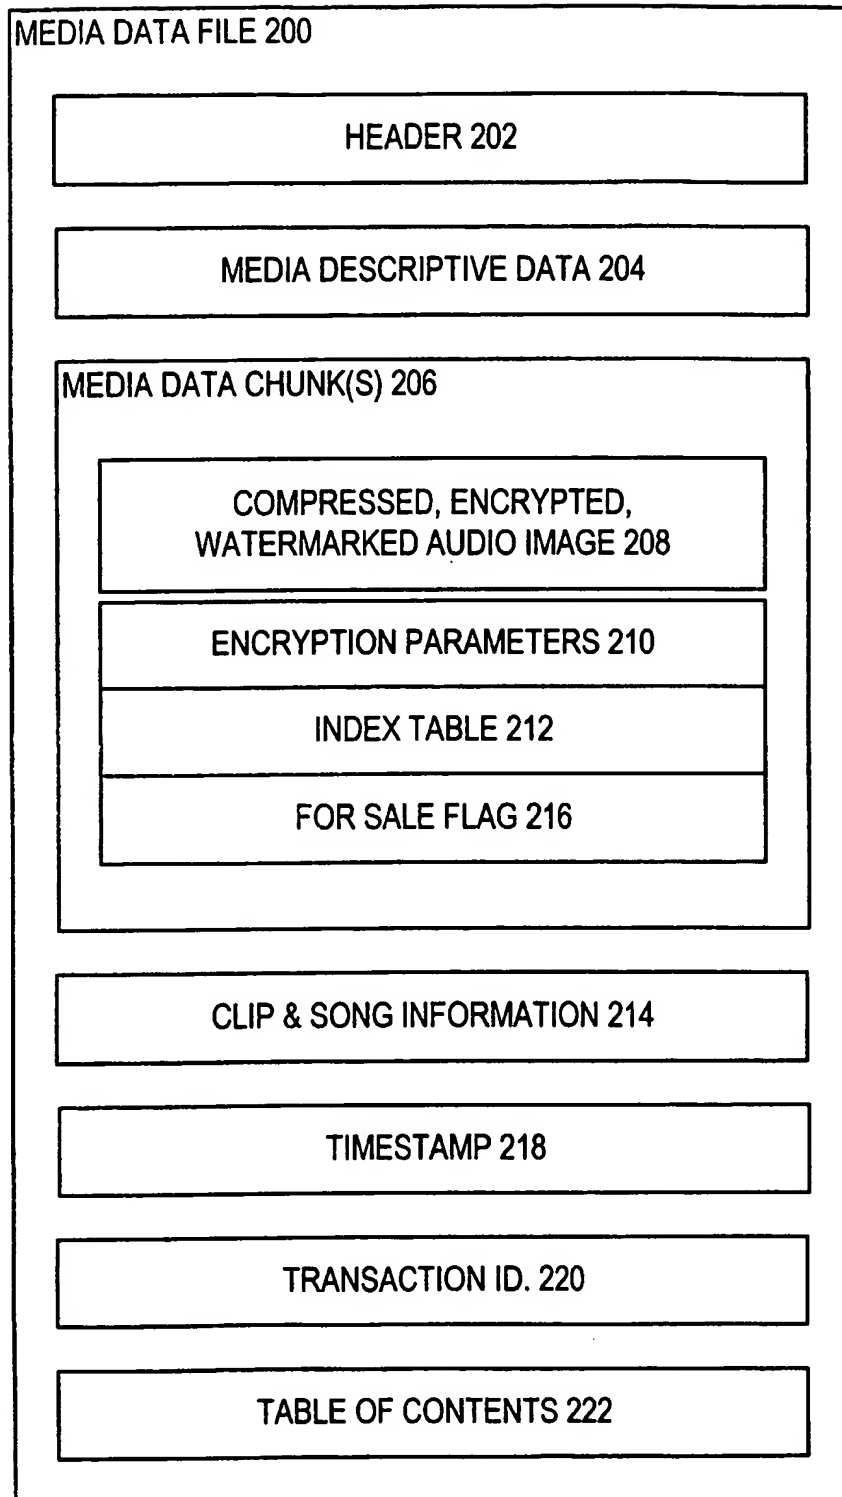 MEDIA DATA FILE 200
HEADER 202
MEDIA DESCRIPTIVE DATA 204
MEDIA DATA CHUNK(S) 206
COMPRESSED, ENCRYPTED,
WATERMARKED AUDIO IMAGE 208
ENCRYPTION PARAMETERS 210
INDEX TABLE 212
FOR SALE FLAG 216
CLIP & SONG INFORMATION 214
TIMESTAMP 218
TRANSACTION ID. 220
TABLE OF CONTENTS 222